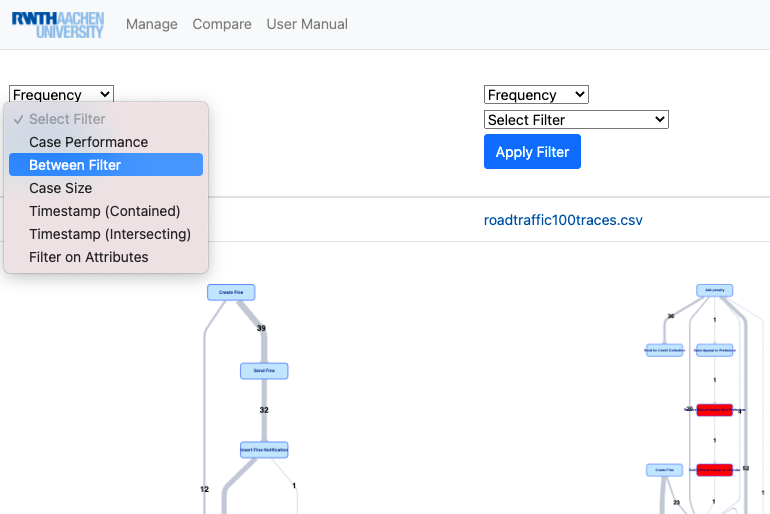 RWTH AACHEN UNIVERSITY Manage Compare User Manual
Frequency
✓ Select Filter
Case Performance
Between Filter
Case Size
Timestamp (Contained)
Timestamp (Intersecting)
Filter on Attributes
Frequency
Select Filter
Apply Filter
roadtraffic100traces.csv
Create Fine
39
Send Fine
32
Insert Fine Notification
12
1
Add penalty
36
1
Send for Credit Collection
Send Appeal to Prefecture
1
4
1
52
Create Fine
23
1
1